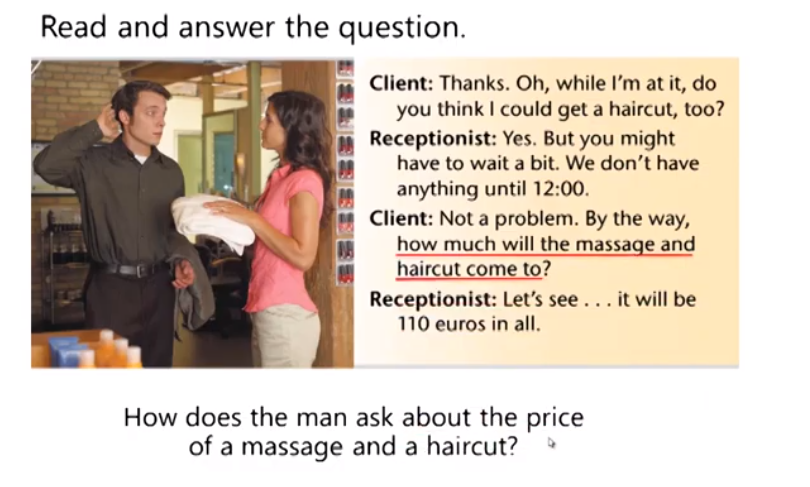 Read and answer the question.
Client: Thanks. Oh, while I'm at it, do
you think I could get a haircut, too?
Receptionist: Yes. But you might
have to wait a bit. We don't have
anything until 12:00.
Client: Not a problem. By the way,
how much will the massage and
haircut come to?
Receptionist: Let's see . . . it will be
110 euros in all.
How does the man ask about the price
of a massage and a haircut?